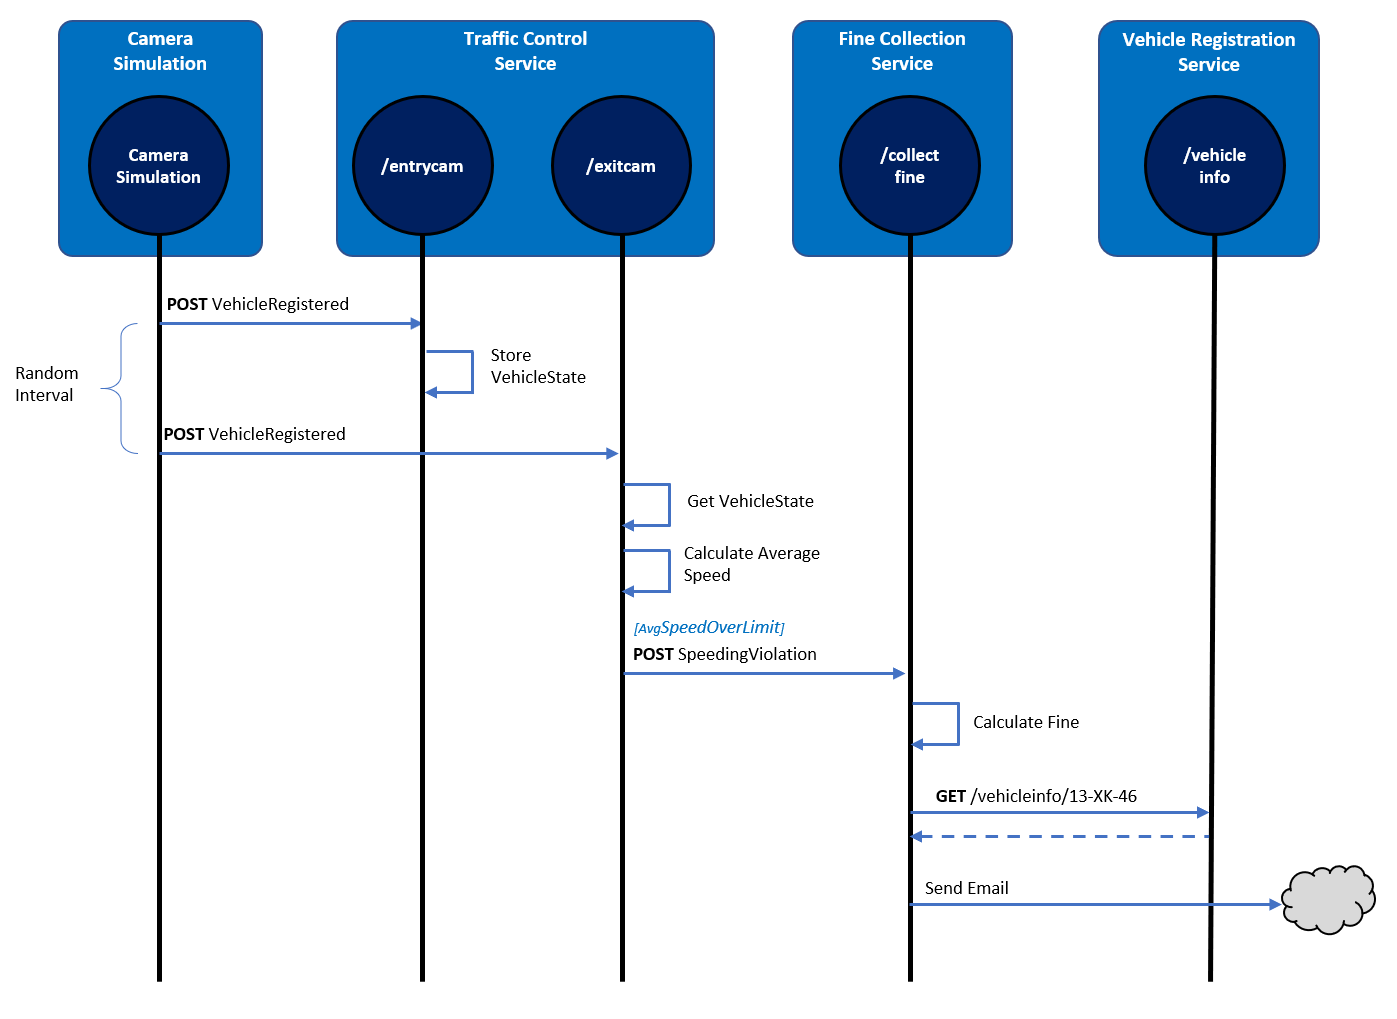 Camera
Simulation
Traffic Control
Service
Fine Collection
Service
Vehicle Registration
Service
Camera
Simulation
/entrycam
/exitcam
/collect
fine
/vehicle
info
POST VehicleRegistered
Store
VehicleState
Random
Interval
POST VehicleRegistered
Get VehicleState
Calculate Average
Speed
[AvgSpeedOverLimit]
POST SpeedingViolation
Calculate Fine
GET /vehicleinfo/13-XK-46
Send Email